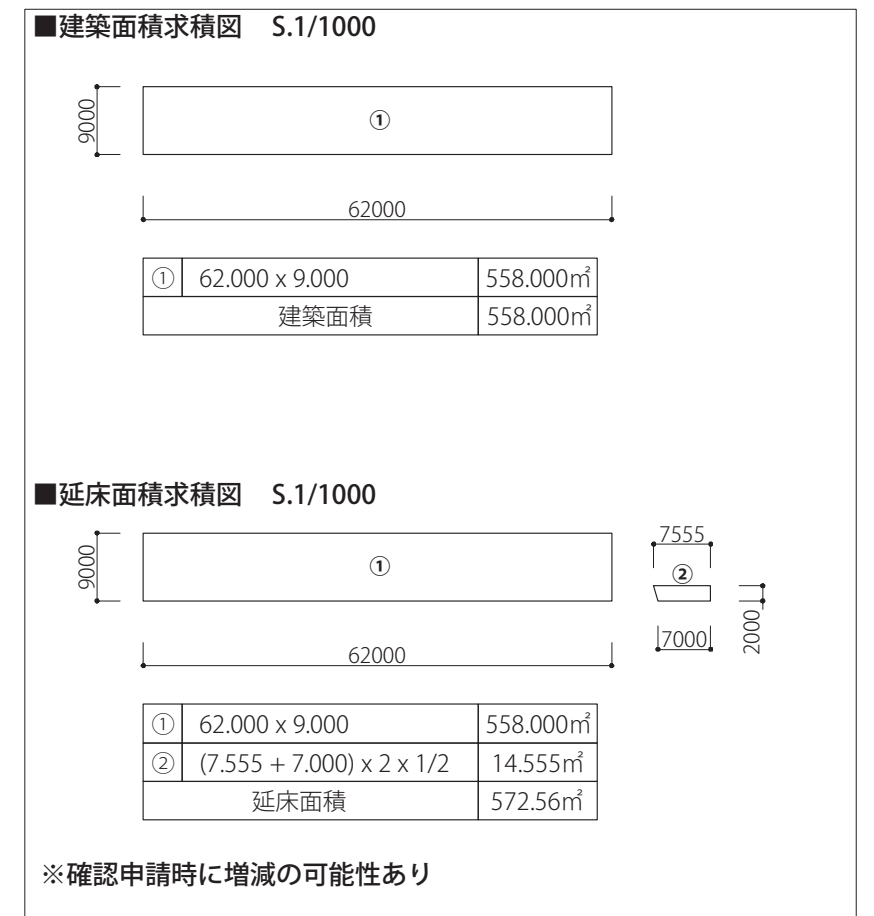 ■建築面積求積図 S.1/1000
9000
①
62000
① 62.000 x 9.000 558.000㎡
建築面積 558.000㎡
■延床面積求積図 S.1/1000
9000
①
62000
7555
②
7000
2000
① 62.000 x 9.000 558.000㎡
② (7.555 + 7.000) x 2 x 1/2 14.555㎡
延床面積 572.56㎡
※確認申請時に増減の可能性あり